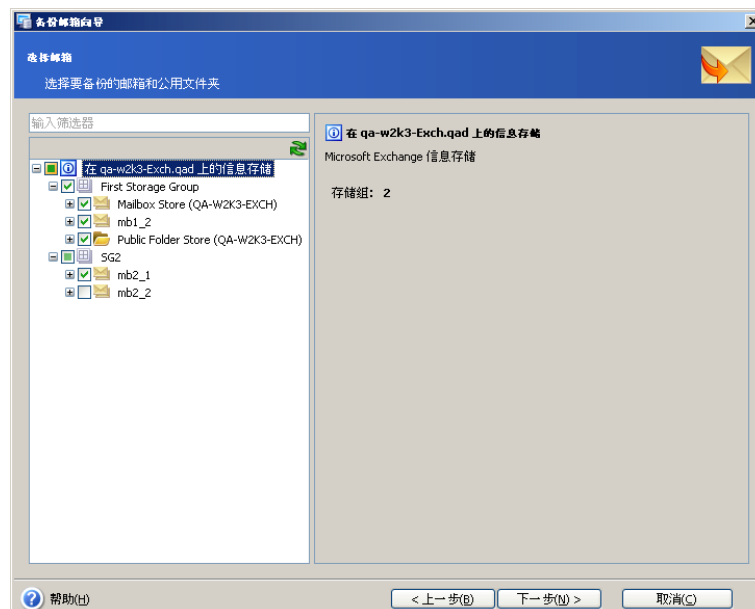 备份邮箱向导
选择邮箱
选择要备份的邮箱和公用文件夹
输入筛选器
在 qa-w2k3-Exch.qad 上的信息存储
First Storage Group
Mailbox Store (QA-W2K3-EXCH)
mb1_2
Public Folder Store (QA-W2K3-EXCH)
SG2
mb2_1
mb2_2
在 qa-w2k3-Exch.qad 上的信息存储
Microsoft Exchange 信息存储
存储组: 2
帮助(H)
< 上一步(B)
下一步(N) >
取消(C)